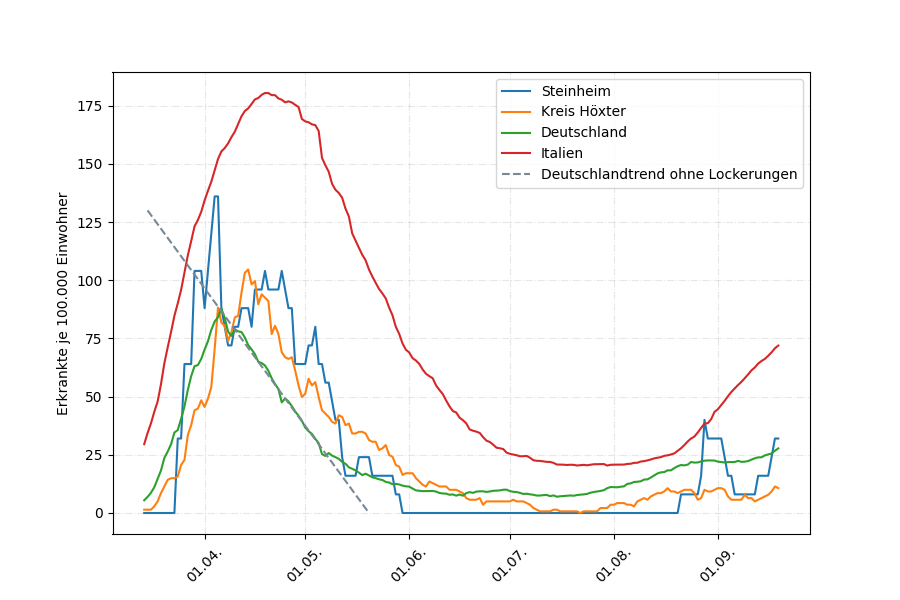 Steinheim
Kreis Höxter
Deutschland
Italien
Deutschlandtrend ohne Lockerungen
Erkrankte je 100.000 Einwohner
175
150
125
100
75
50
25
0
01.04.
01.05.
01.06.
01.07.
01.08.
01.09.